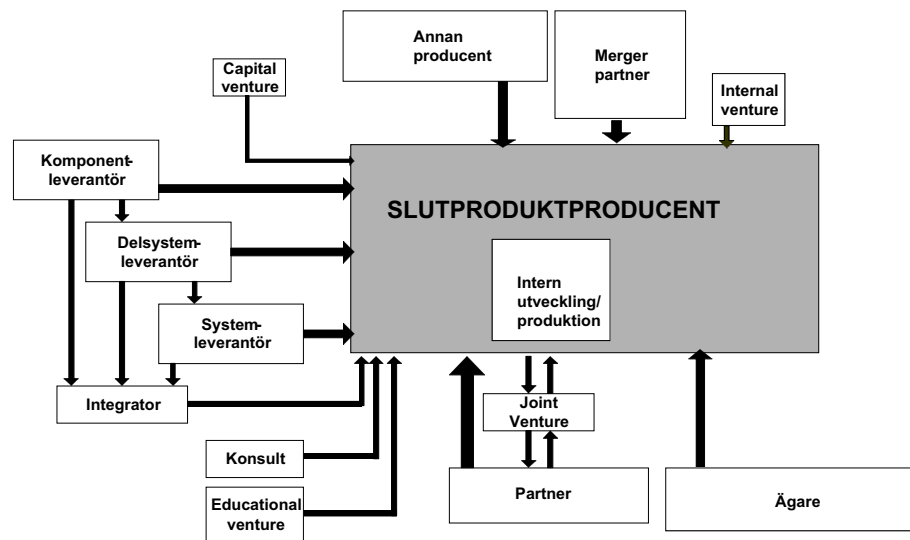 Annan
producent
Merger
partner
Capital
venture
Internal
venture
Komponent-
leverantör
SLUTPRODUKTPRODUCENT
Delsystem-
leverantör
Intern
utveckling/
produktion
System-
leverantör
Integrator
Joint
Venture
Konsult
Partner
Educational
venture
Ägare